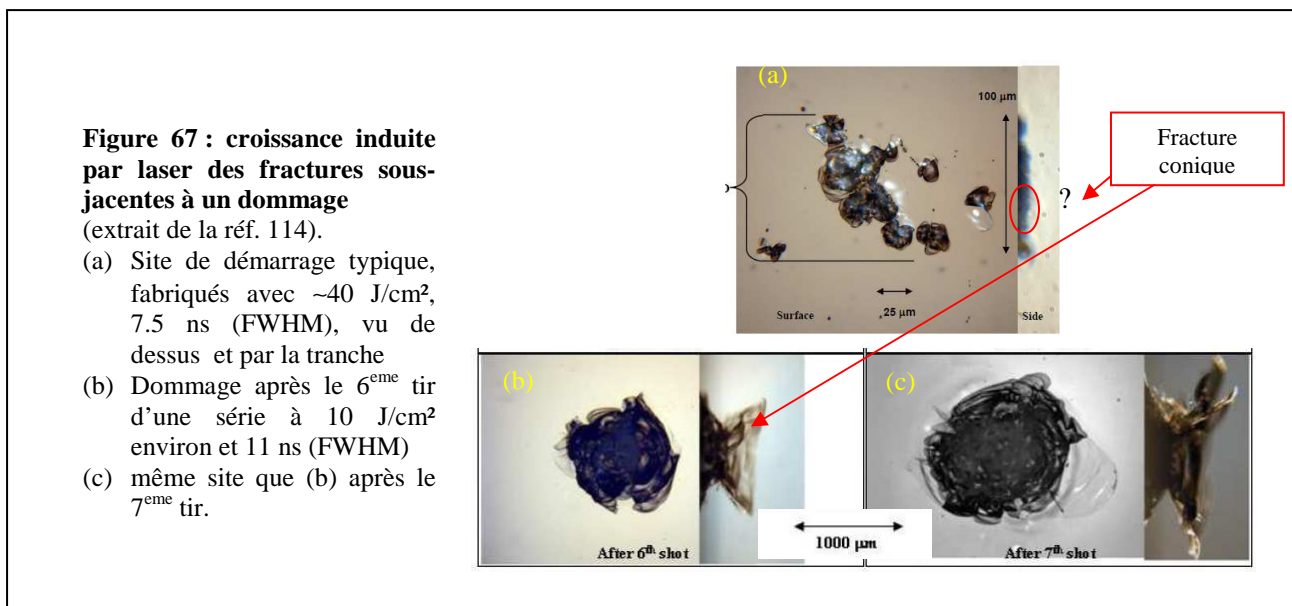 Figure 67 : croissance induite
par laser des fractures sous-
jacentes à un dommage
(extrait de la réf. 114).
(a) Site de démarrage typique,
fabriqués avec ~40 J/cm²,
7.5 ns (FWHM), vu de
dessus et par la tranche
(b) Dommage après le 6eme tir
d'une série à 10 J/cm²
environ et 11 ns (FWHM)
(c) même site que (b) après le
7eme tir.
(a)
100 µm
25 µm
Surface
Side
?
Fracture
conique
(b)
After 6th shot
1000 µm
(c)
After 7th shot